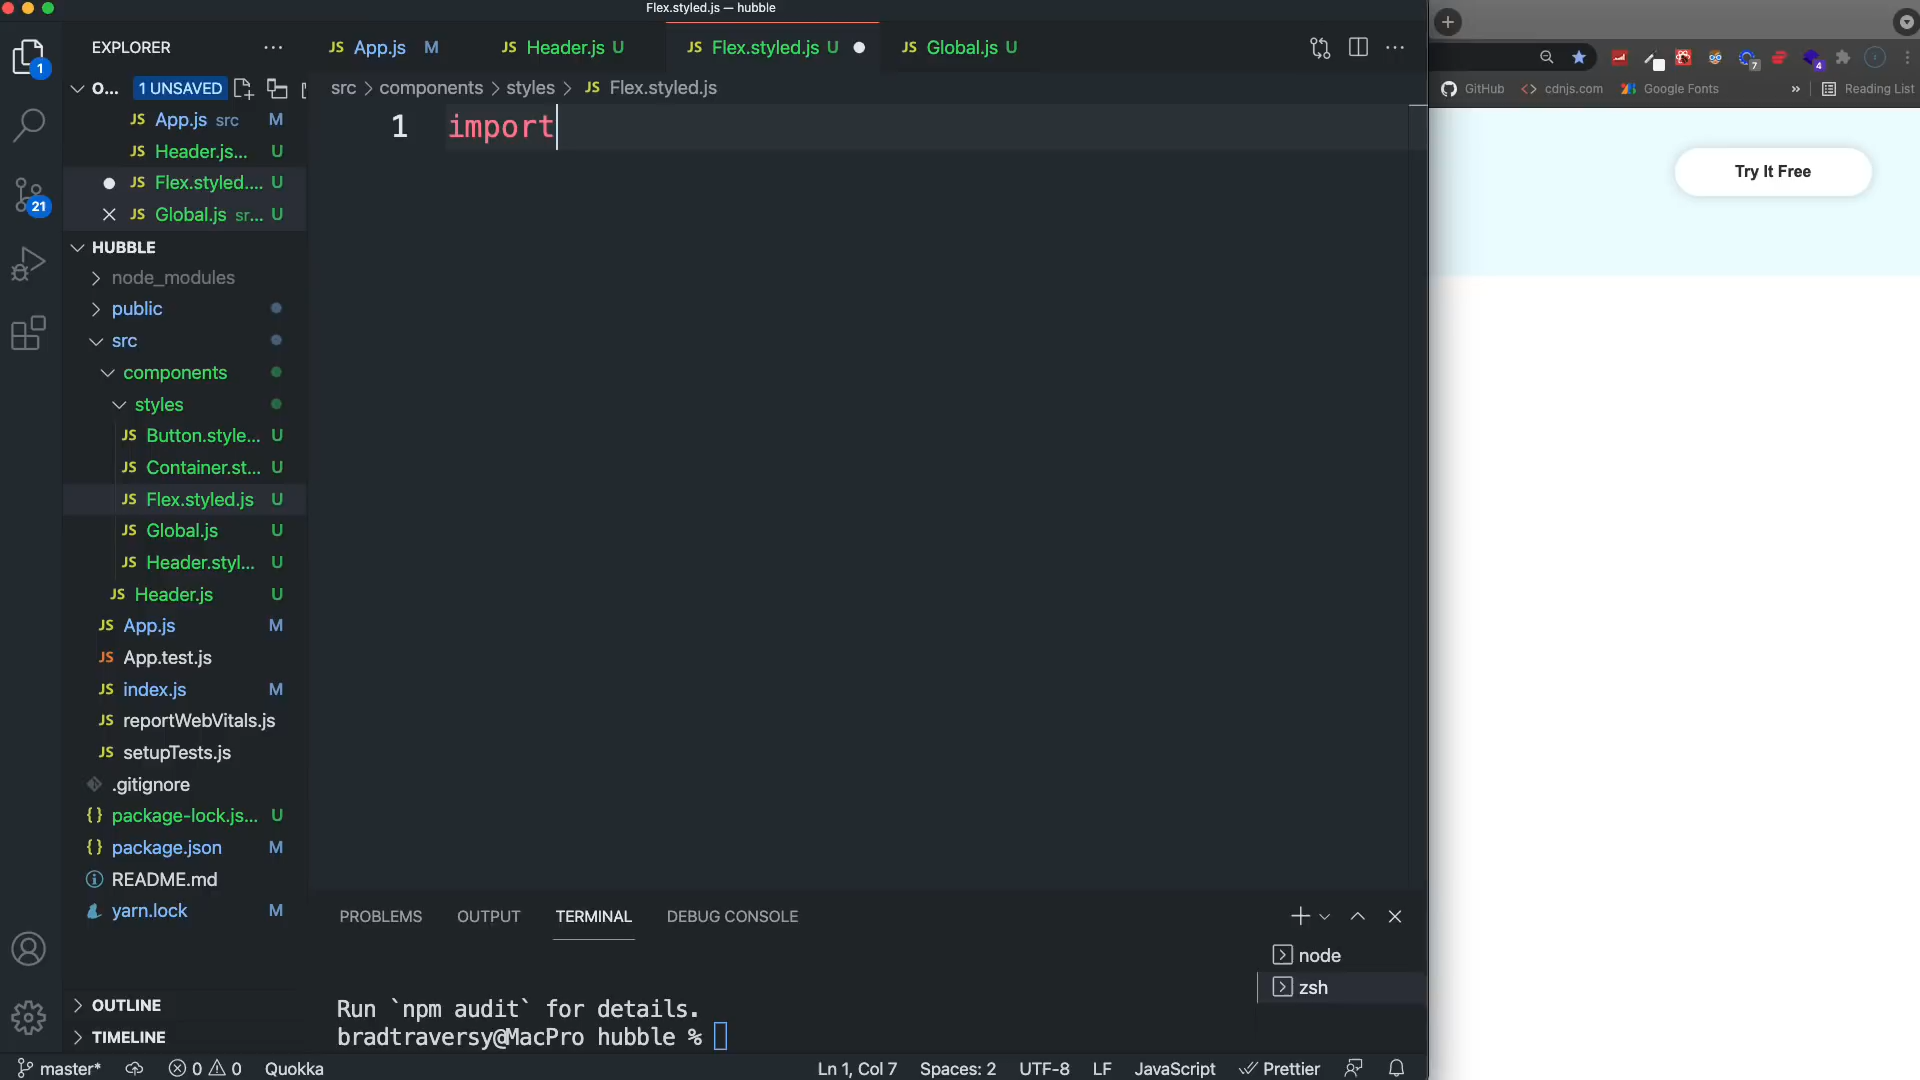 Flex.styled.js — hubble
EXPLORER
O...
1 UNSAVED
JS App.js src M
JS Header.js... U
JS Flex.styled.... U
JS Global.js sr... U
HUBBLE
node_modules
public
src
components
styles
JS Button.style... U
JS Container.st... U
JS Flex.styled.js U
JS Global.js U
JS Header.styl... U
JS Header.js U
JS App.js M
JS App.test.js
JS index.js M
JS reportWebVitals.js
JS setupTests.js
.gitignore
{} package-lock.js... U
{} package.json M
README.md
yarn.lock M
OUTLINE
TIMELINE
1
21
JS App.js M
JS Header.js U
JS Flex.styled.js U
JS Global.js U
src > components > styles > JS Flex.styled.js
1 import
PROBLEMS OUTPUT TERMINAL DEBUG CONSOLE
node
zsh
Run `npm audit` for details.
bradtraversy@MacPro hubble %
master* 0 0 Quokka
Ln 1, Col 7 Spaces: 2 UTF-8 LF JavaScript Prettier
7
4
GitHub
cdnjs.com
Google Fonts
»
Reading List
Try It Free